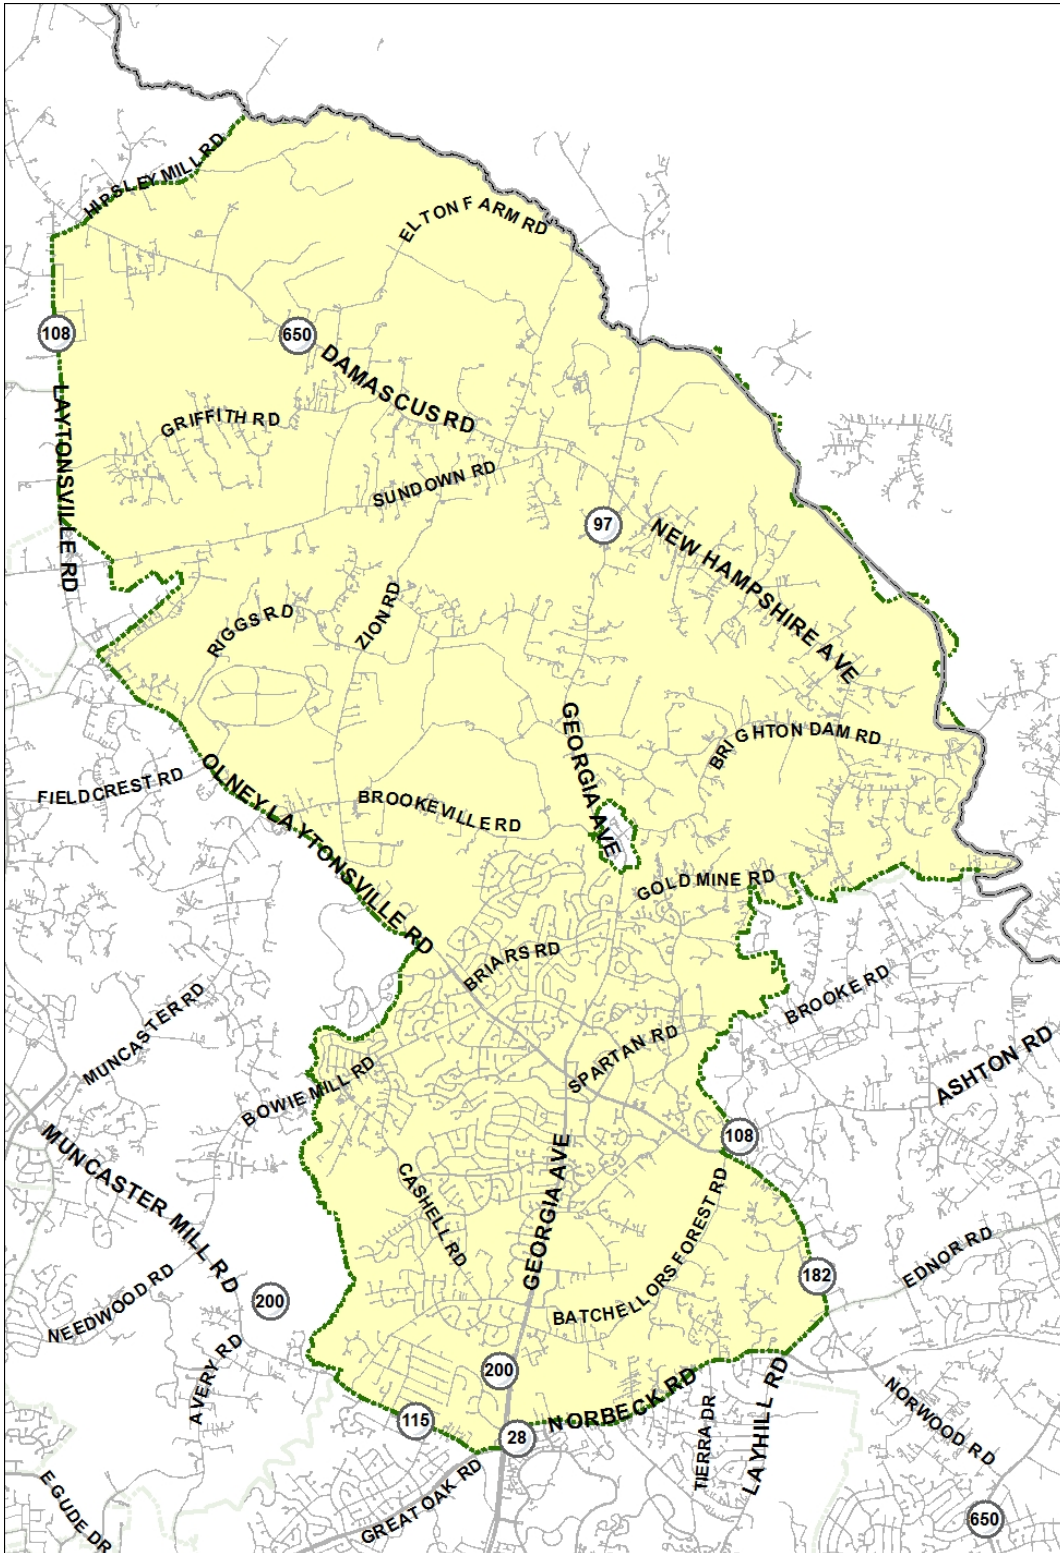 HIPSLEY MILL RD
ELTON FARM RD
108
650
DAMASCUS RD
LAYTONSVILLE RD
GRIFFITH RD
SUNDOWN RD
97
NEW HAMPSHIRE AVE
RIGGS RD
ZION RD
GEORGIA AVE
BRIGHTON DAM RD
FIELDCREST RD
OLNEY LAYTONSVILLE RD
BROOKEVILLE RD
GOLD MINE RD
BRIARS RD
MUNCASTER RD
BROOKE RD
SPARTAN RD
ASHTON RD
BOWIE MILL RD
108
MUNCASTER MILL RD
CASHELL RD
GEORGIA AVE
BATCHELLORS FOREST RD
EDNOR RD
182
NEEDWOOD RD
200
AVERY RD
200
NORBECK RD
LAYHILL RD
NORWOOD RD
115
28
TIERRA DR
GREAT OAK RD
E GUDE DR
650